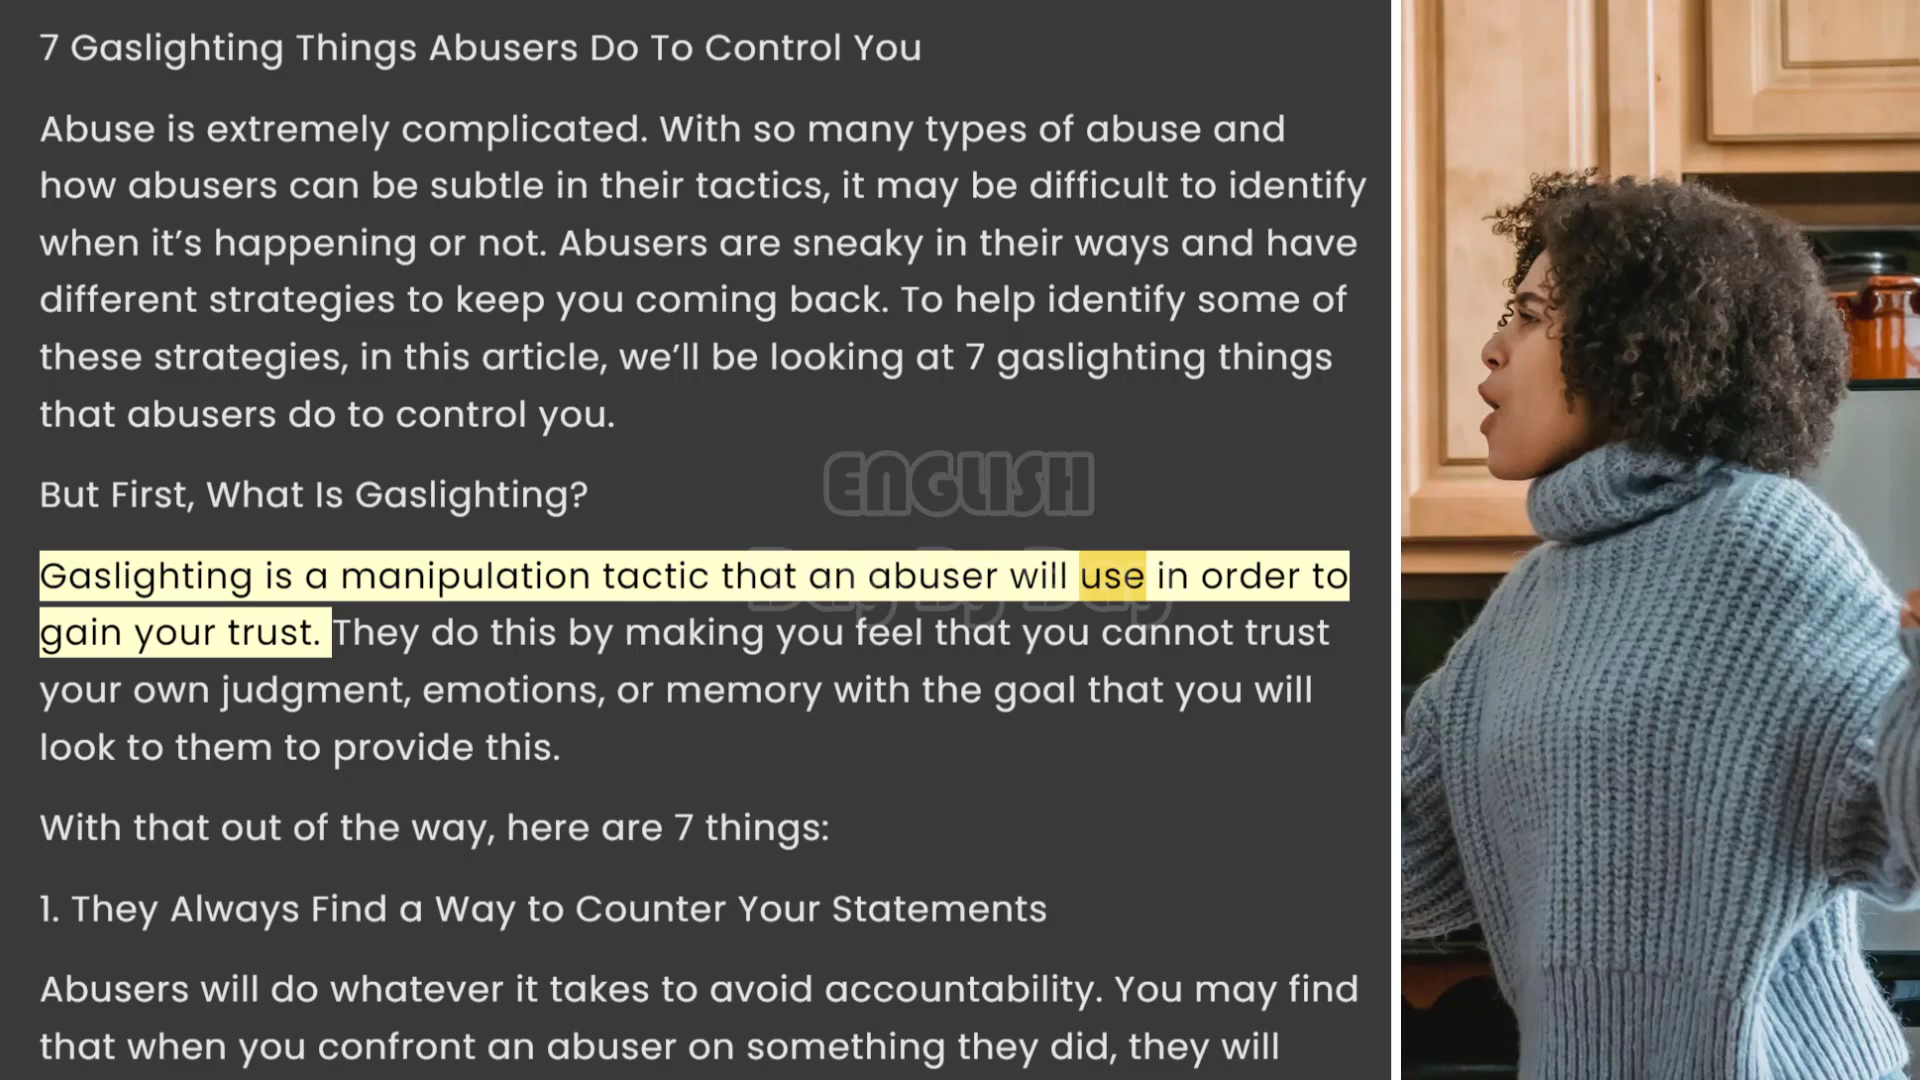 7 Gaslighting Things Abusers Do To Control You
Abuse is extremely complicated. With so many types of abuse and
how abusers can be subtle in their tactics, it may be difficult to identify
when it’s happening or not. Abusers are sneaky in their ways and have
different strategies to keep you coming back. To help identify some of
these strategies, in this article, we’ll be looking at 7 gaslighting things
that abusers do to control you.
ENGLISH
But First, What Is Gaslighting?
Gaslighting is a manipulation tactic that an abuser will use in order to
Day By Day
gain your trust. They do this by making you feel that you cannot trust
your own judgment, emotions, or memory with the goal that you will
look to them to provide this.
With that out of the way, here are 7 things:
1. They Always Find a Way to Counter Your Statements
Abusers will do whatever it takes to avoid accountability. You may find
that when you confront an abuser on something they did, they will